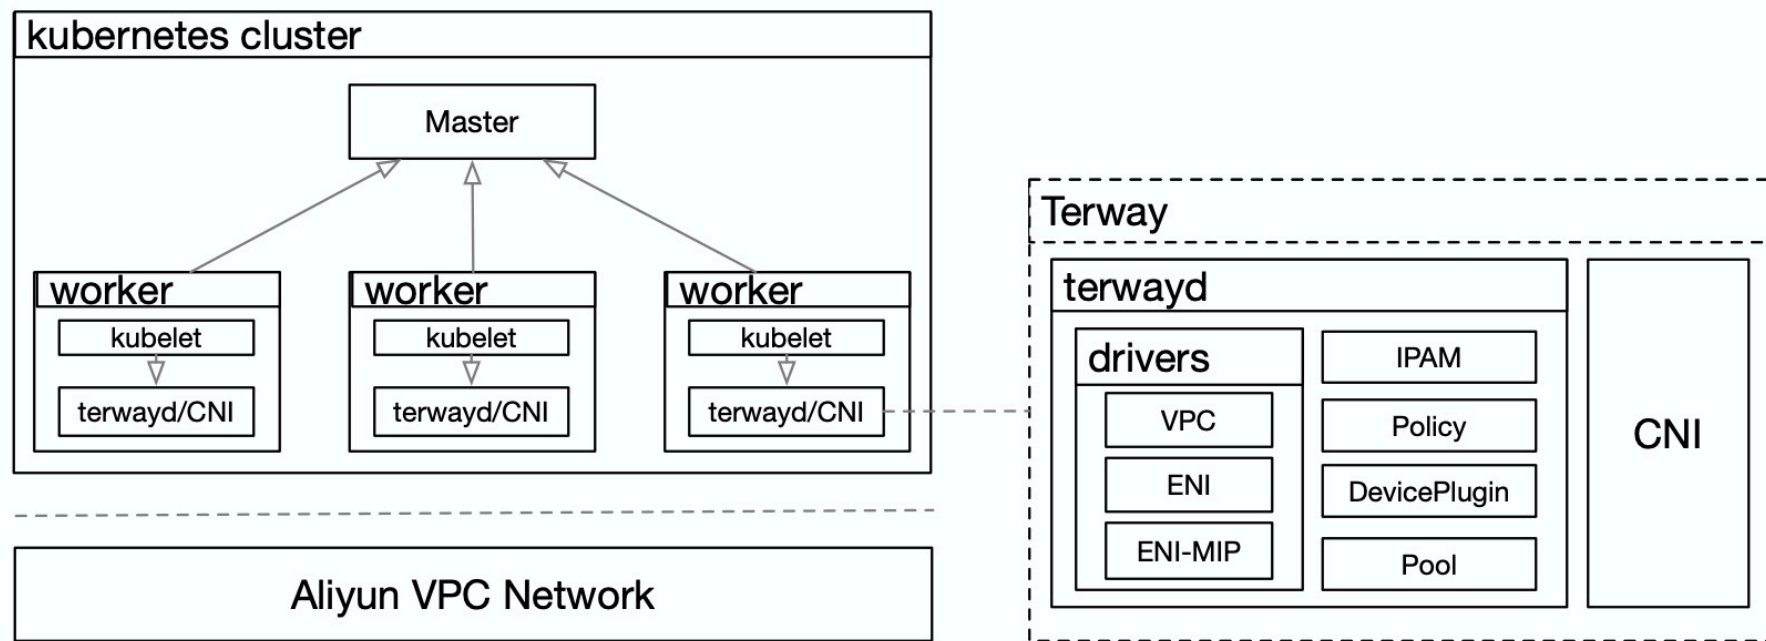 kubernetes cluster
Master
worker
kubelet
terwayd/CNI
worker
kubelet
terwayd/CNI
worker
kubelet
terwayd/CNI
Aliyun VPC Network
Terway
terwayd
drivers
VPC
ENI
ENI-MIP
IPAM
Policy
DevicePlugin
Pool
CNI